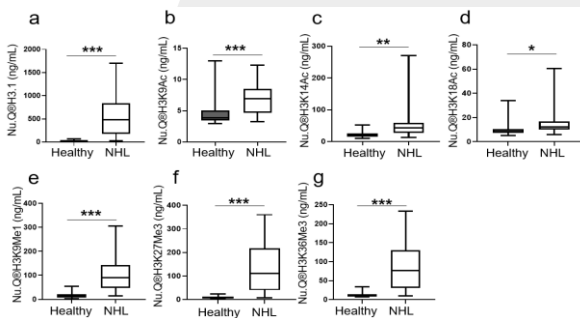 a
Nu.Q®H3.1 (ng/mL)
2000
1500
1000
500
0
***
Healthy NHL
b
Nu.Q®H3K9Ac (ng/mL)
15
10
5
0
***
Healthy NHL
c
Nu.Q®H3K14Ac (ng/mL)
300
200
100
0
**
Healthy NHL
d
Nu.Q®H3K18Ac (ng/mL)
80
60
40
20
0
*
Healthy NHL
e
Nu.Q®H3K9Me1 (ng/mL)
400
300
200
100
0
***
Healthy NHL
f
Nu.Q®H3K27Me3 (ng/mL)
400
300
200
100
0
***
Healthy NHL
g
Nu.Q®H3K36Me3 (ng/mL)
250
200
150
100
50
0
***
Healthy NHL